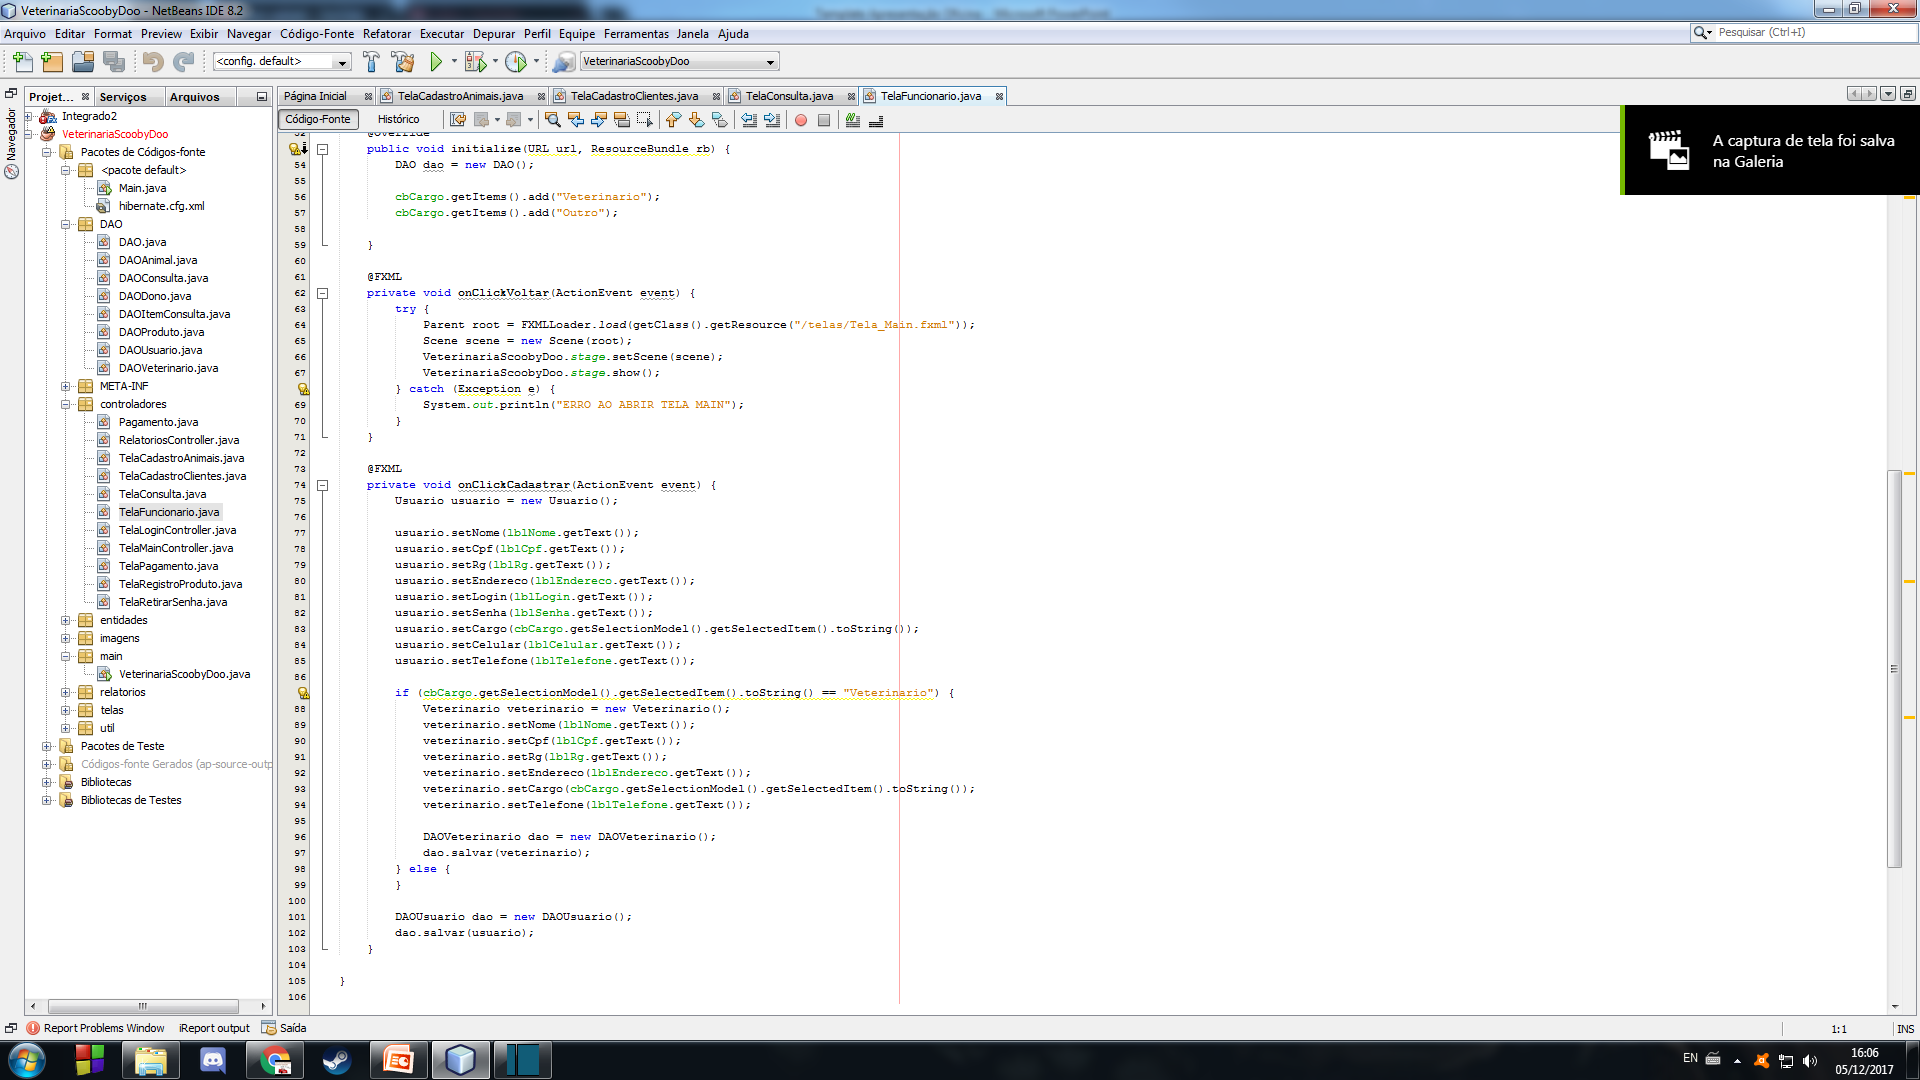 VeterinariaScoobyDoo - NetBeans IDE 8.2
Arquivo Editar Format Preview Exibir Navegar Código-Fonte Refatorar Executar Depurar Perfil Equipe Ferramentas Janela Ajuda
Pesquisar (Ctrl+I)
<config. default>
VeterinariaScoobyDoo
Projet... Serviços Arquivos
Página Inicial TelaCadastroAnimais.java TelaCadastroClientes.java TelaConsulta.java TelaFuncionario.java
Código-Fonte Histórico
A captura de tela foi salva
na Galeria
Navegador
Integrado2
VeterinariaScoobyDoo
Pacotes de Códigos-fonte
<pacote default>
Main.java
hibernate.cfg.xml
DAO
DAO.java
DAOAnimal.java
DAOConsulta.java
DAODono.java
DAOItemConsulta.java
DAOProduto.java
DAOUsuario.java
DAOVeterinario.java
META-INF
controladores
Pagamento.java
RelatoriosController.java
TelaCadastroAnimais.java
TelaCadastroClientes.java
TelaConsulta.java
TelaFuncionario.java
TelaLoginController.java
TelaMainController.java
TelaPagamento.java
TelaRegistroProduto.java
TelaRetirarSenha.java
entidades
imagens
main
VeterinariaScoobyDoo.java
relatorios
telas
util
Pacotes de Teste
Códigos-fonte Gerados (ap-source-outp
Bibliotecas
Bibliotecas de Testes
52 @Override
public void initialize(URL url, ResourceBundle rb) {
54 DAO dao = new DAO();
55
56 cbCargo.getItems().add("Veterinario");
57 cbCargo.getItems().add("Outro");
58
59 }
60
61 @FXML
62 private void onClickVoltar(ActionEvent event) {
63 try {
64 Parent root = FXMLLoader.load(getClass().getResource("/telas/Tela_Main.fxml"));
65 Scene scene = new Scene(root);
66 VeterinariaScoobyDoo.stage.setScene(scene);
67 VeterinariaScoobyDoo.stage.show();
} catch (Exception e) {
69 System.out.println("ERRO AO ABRIR TELA MAIN");
70 }
71 }
72
73 @FXML
74 private void onClickCadastrar(ActionEvent event) {
75 Usuario usuario = new Usuario();
76
77 usuario.setNome(lblNome.getText());
78 usuario.setCpf(lblCpf.getText());
79 usuario.setRg(lblRg.getText());
80 usuario.setEndereco(lblEndereco.getText());
81 usuario.setLogin(lblLogin.getText());
82 usuario.setSenha(lblSenha.getText());
83 usuario.setCargo(cbCargo.getSelectionModel().getSelectedItem().toString());
84 usuario.setCelular(lblCelular.getText());
85 usuario.setTelefone(lblTelefone.getText());
86
if (cbCargo.getSelectionModel().getSelectedItem().toString() == "Veterinario") {
88 Veterinario veterinario = new Veterinario();
89 veterinario.setNome(lblNome.getText());
90 veterinario.setCpf(lblCpf.getText());
91 veterinario.setRg(lblRg.getText());
92 veterinario.setEndereco(lblEndereco.getText());
93 veterinario.setCargo(cbCargo.getSelectionModel().getSelectedItem().toString());
94 veterinario.setTelefone(lblTelefone.getText());
95
96 DAOVeterinario dao = new DAOVeterinario();
97 dao.salvar(veterinario);
98 } else {
99 }
100
101 DAOUsuario dao = new DAOUsuario();
102 dao.salvar(usuario);
103 }
104
105 }
106
Report Problems Window iReport output Saída
1:1 INS
EN
16:06
05/12/2017